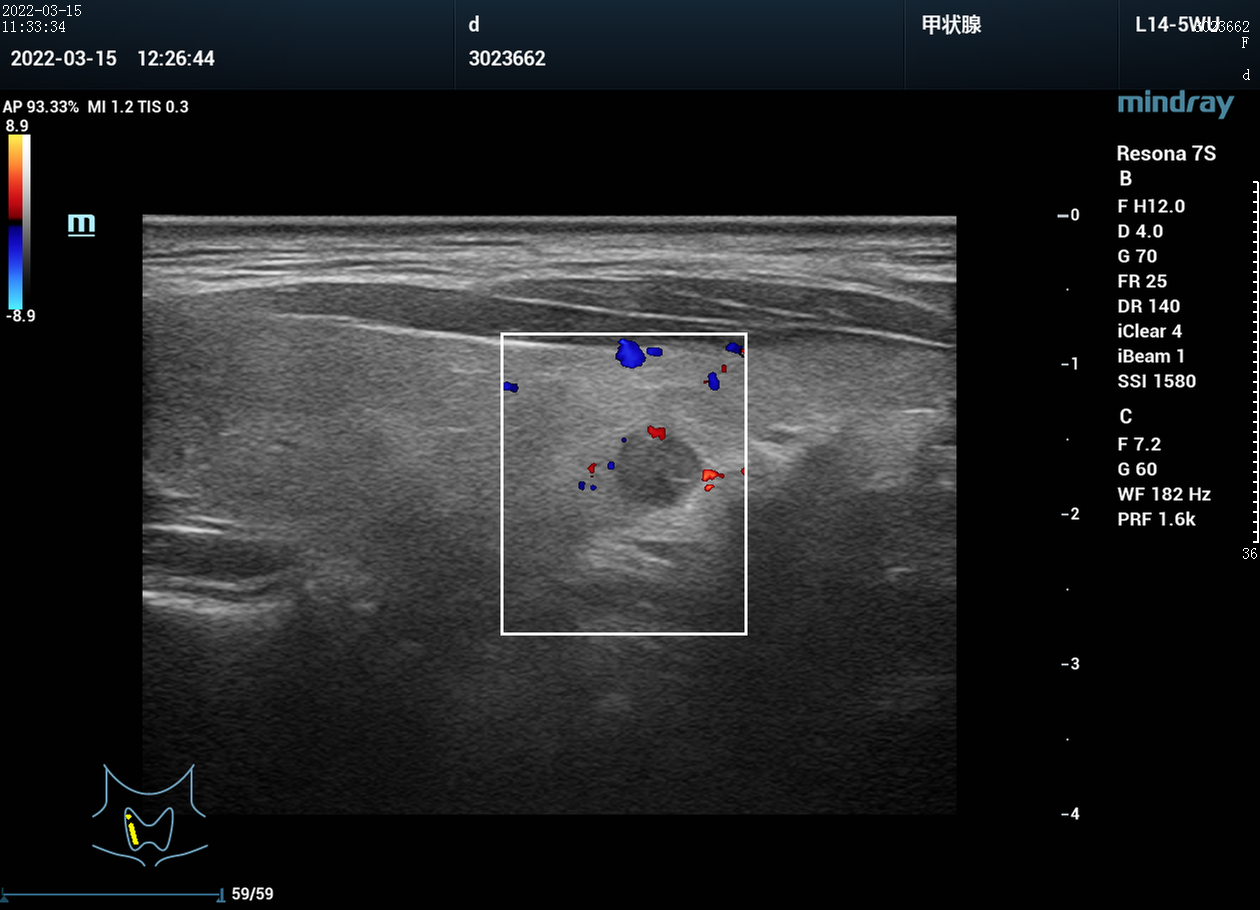 2022-03-15
11:33:34
2022-03-15 12:26:44
d
3023662
甲状腺
L14-5WU
3023662
F
d
AP 93.33% MI 1.2 TIS 0.3
8.9
-8.9
m
mindray
Resona 7S
B
F H12.0
D 4.0
G 70
FR 25
DR 140
iClear 4
iBeam 1
SSI 1580
C
F 7.2
G 60
WF 182 Hz
PRF 1.6k
0
-1
-2
-3
-4
36
59/59